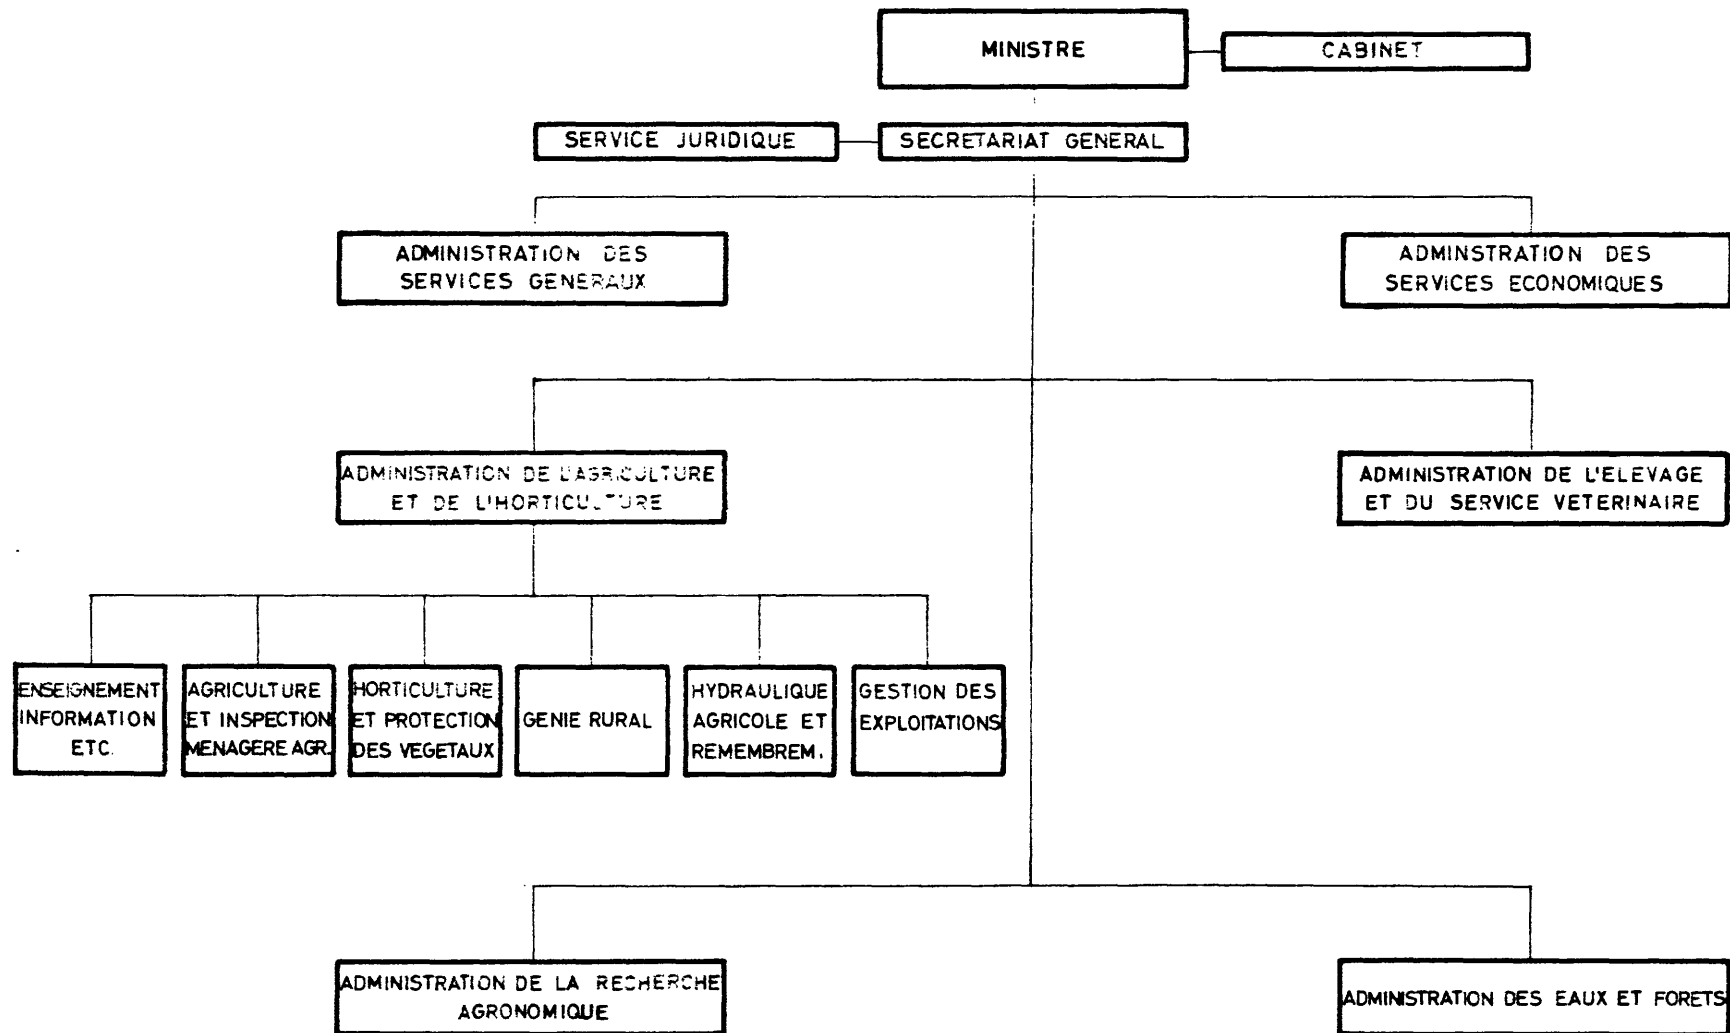 MINISTRE
CABINET
SERVICE JURIDIQUE
SECRETARIAT GENERAL
ADMINISTRATION DES
SERVICES GENERAUX
ADMINSTRATION DES
SERVICES ECONOMIQUES
ADMINISTRATION DE L'AGRICULTURE
ET DE L'HORTICULTURE
ADMINISTRATION DE L'ELEVAGE
ET DU SERVICE VETERINAIRE
ENSEIGNEMENT
INFORMATION
ETC.
AGRICULTURE
ET INSPECTION
MENAGERE AGR.
HORTICULTURE
ET PROTECTION
DES VEGETAUX
GENIE RURAL
HYDRAULIQUE
AGRICOLE ET
REMEMBREM.
GESTION DES
EXPLOITATIONS
ADMINISTRATION DE LA RECHERCHE
AGRONOMIQUE
ADMINISTRATION DES EAUX ET FORETS